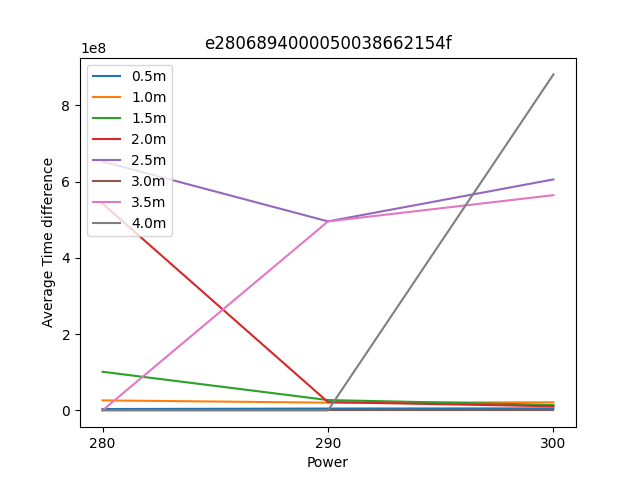 e2806894000050038662154f
1e8
0.5m
1.0m
1.5m
2.0m
2.5m
3.0m
3.5m
4.0m
8
6
4
2
0
Average Time difference
280
290
300
Power